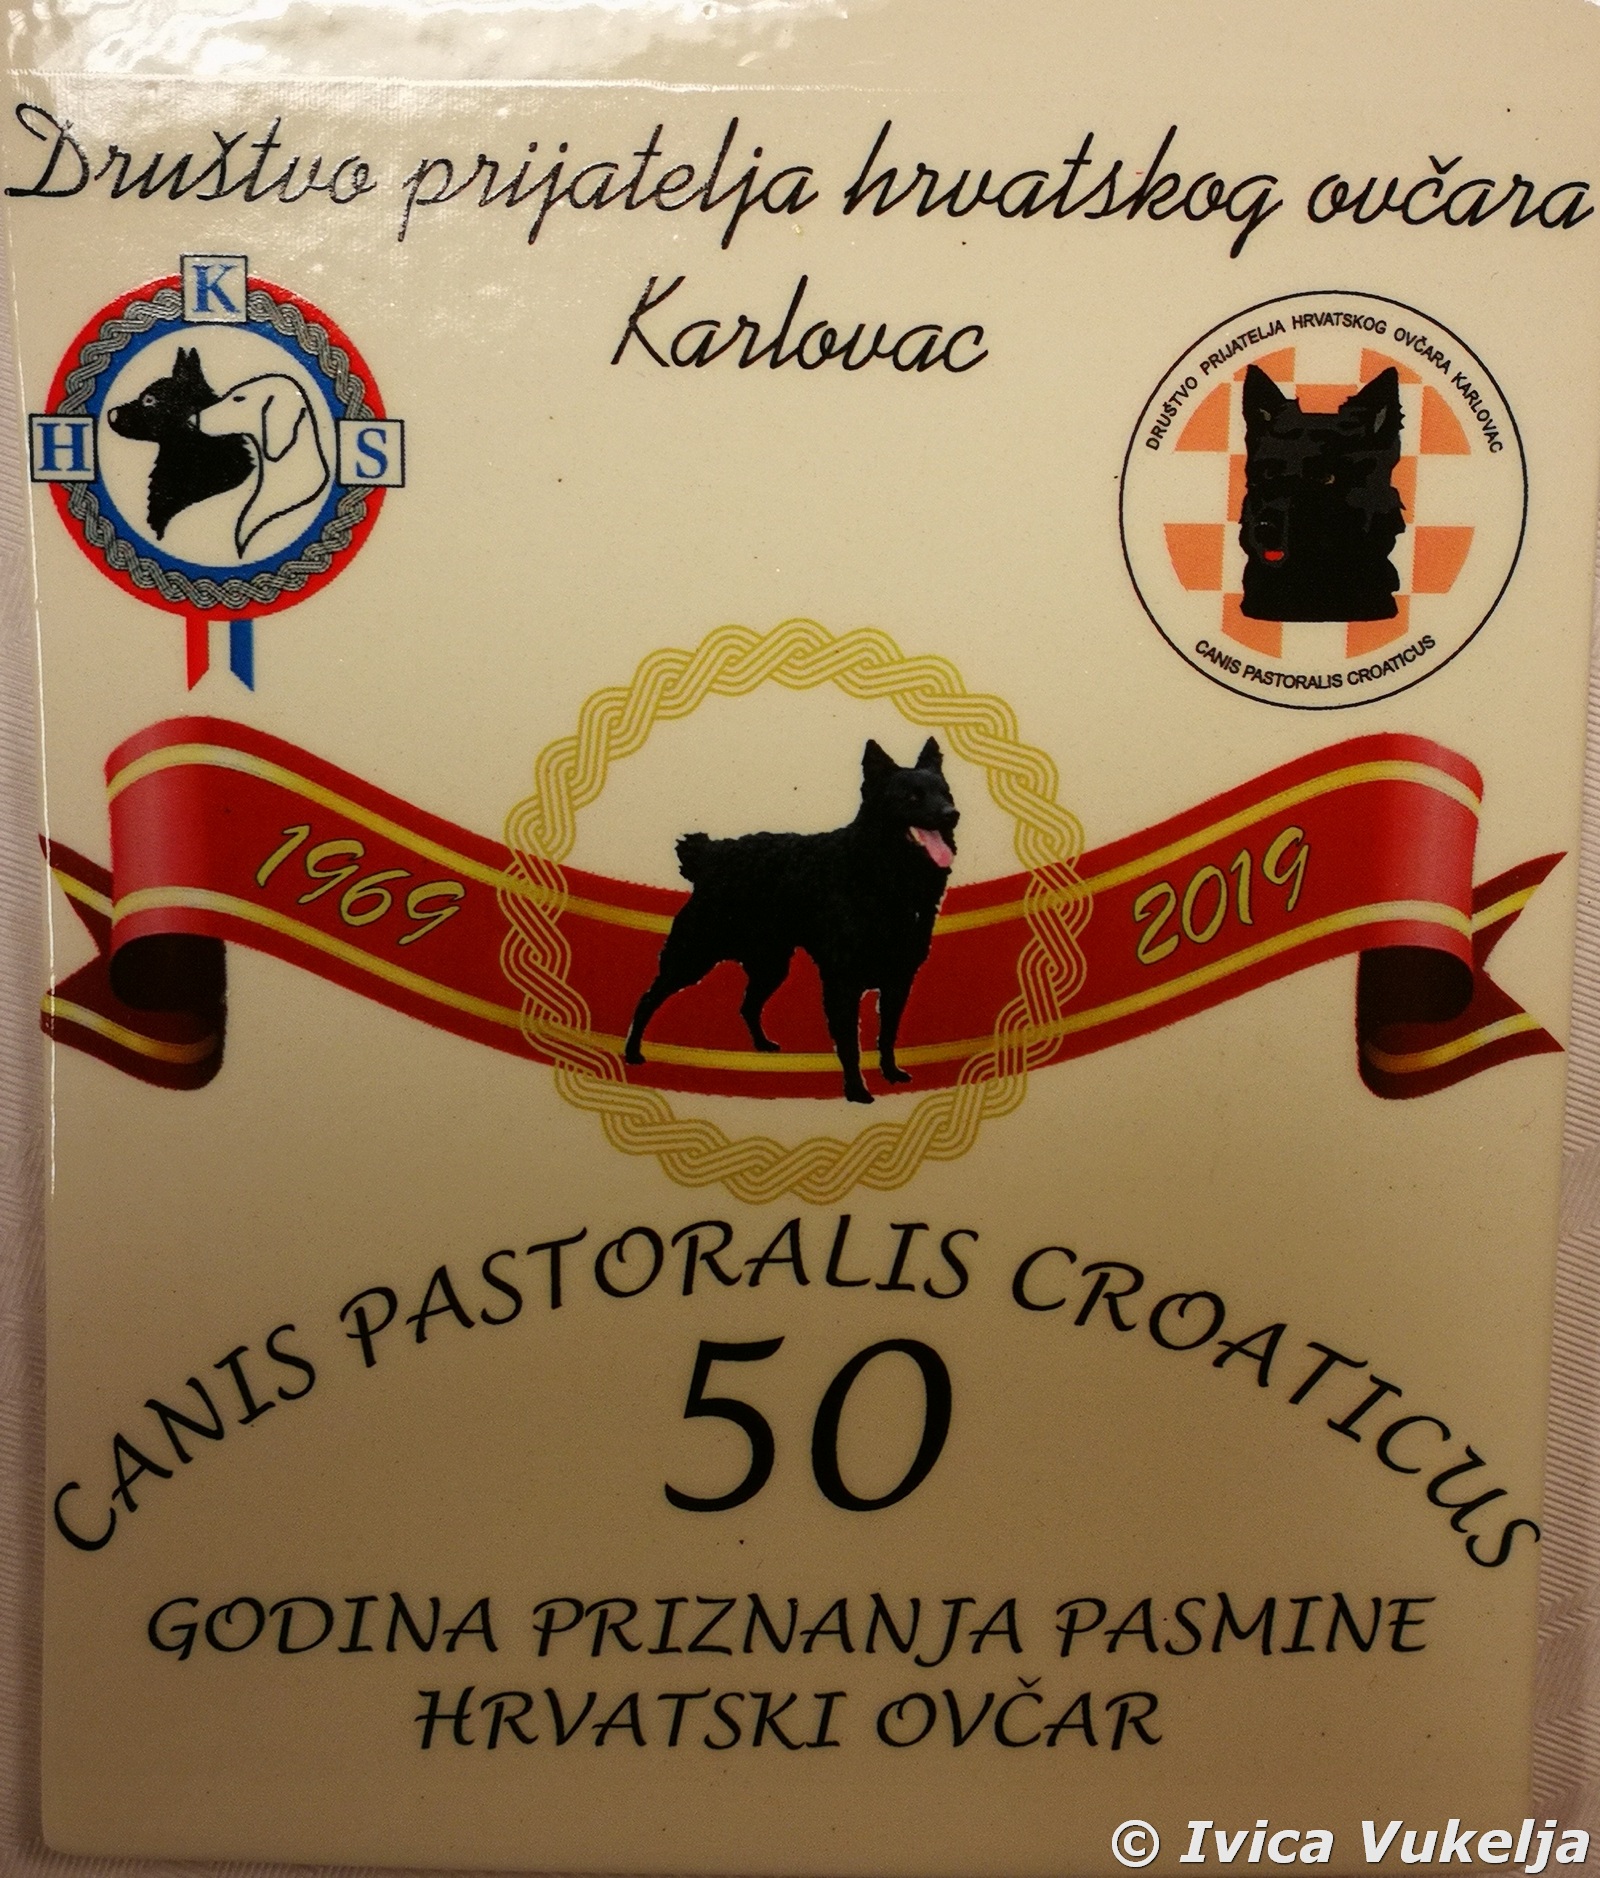 Društvo prijatelja hrvatskog ovčara
Karlovac
K
H S
DRUŠTVO PRIJATELJA HRVATSKOG OVČARA KARLOVAC
CANIS PASTORALIS CROATICUS
1969 2019
CANIS PASTORALIS CROATICUS
50
GODINA PRIZNANJA PASMINE
HRVATSKI OVČAR
© Ivica Vukelja